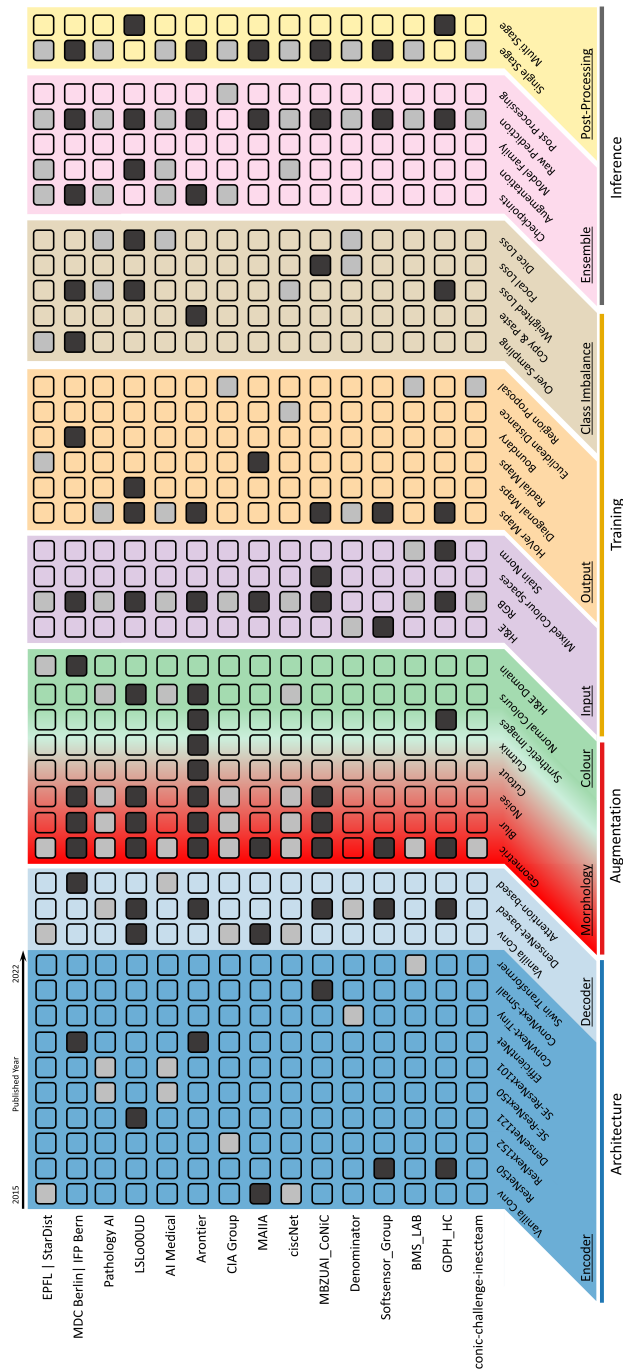 2015
Published Year
2022
EPFL | StarDist
MDC Berlin| IFP Bern
Pathology AI
LSLo00UD
AI Medical
Arontier
CIA Group
MAIIA
ciscNet
MBZUAI_CoNiC
Denominator
Softsensor_Group
BMS_LAB
GDPH_HC
conic-challenge-inescteam
Vanilla Conv
ResNet50
ResNext152
DenseNet121
SE-ResNext50
SE-ResNext101
EfficientNet
ConvNext-Tiny
ConvNext-Small
Swin Transformer
Vanilla Conv
DenseNet-based
Attention-based
Geometric
Blur
Noise
Cutout
Cutmix
Synthetic Images
Normal Colours
H&E Domain
H&E
RGB
Mixed Colour Spaces
Stain Norm
HoVer Maps
Diagonal Maps
Radial Maps
Boundary
Euclidean Distance
Region Proposal
Over Sampling
Copy & Paste
Weighted Loss
Focal Loss
Dice Loss
Checkpoints
Augmentation
Model Family
Raw Prediction
Post Processing
Single Stage
Multi Stage
Encoder
Decoder
Morphology
Colour
Input
Output
Class Imbalance
Ensemble
Post-Processing
Architecture
Augmentation
Training
Inference